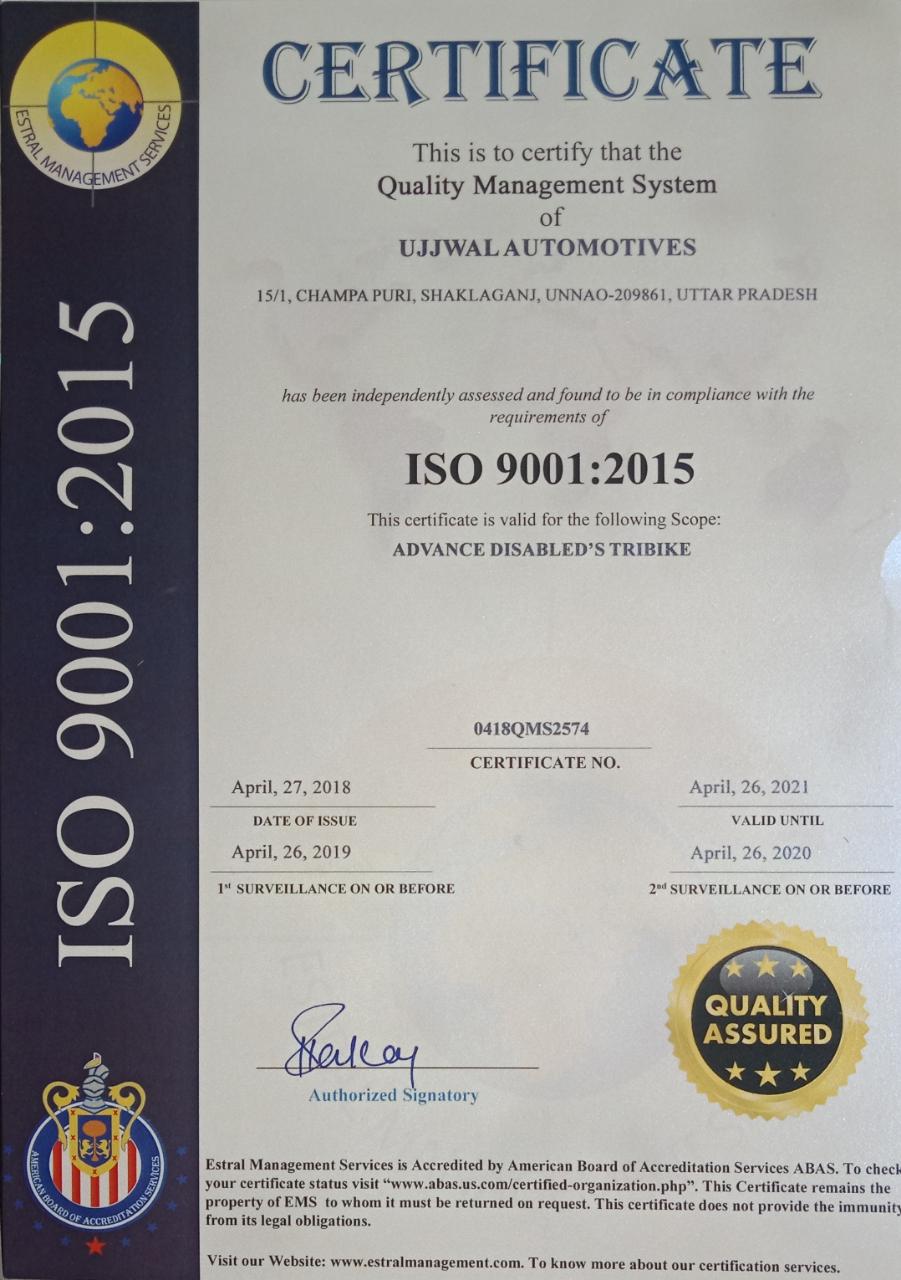 ESTRAL MANAGEMENT SERVICES
ISO 9001:2015
CERTIFICATE
This is to certify that the
Quality Management System
of
UJJWAL AUTOMOTIVES
15/1, CHAMPA PURI, SHAKLAGANJ, UNNAO-209861, UTTAR PRADESH
has been independently assessed and found to be in compliance with the
requirements of
ISO 9001:2015
This certificate is valid for the following Scope:
ADVANCE DISABLED'S TRIBIKE
0418QMS2574
CERTIFICATE NO.
April, 27, 2018
DATE OF ISSUE
April, 26, 2021
VALID UNTIL
April, 26, 2019
1st SURVEILLANCE ON OR BEFORE
April, 26, 2020
2nd SURVEILLANCE ON OR BEFORE
QUALITY
ASSURED
Authorized Signatory
AMERICAN BOARD OF ACCREDITATION SERVICES
Estral Management Services is Accredited by American Board of Accreditation Services ABAS. To check
your certificate status visit “www.abas.us.com/certified-organization.php”. This Certificate remains the
property of EMS to whom it must be returned on request. This certificate does not provide the immunity
from its legal obligations.
Visit our Website: www.estralmanagement.com. To know more about our certification services.